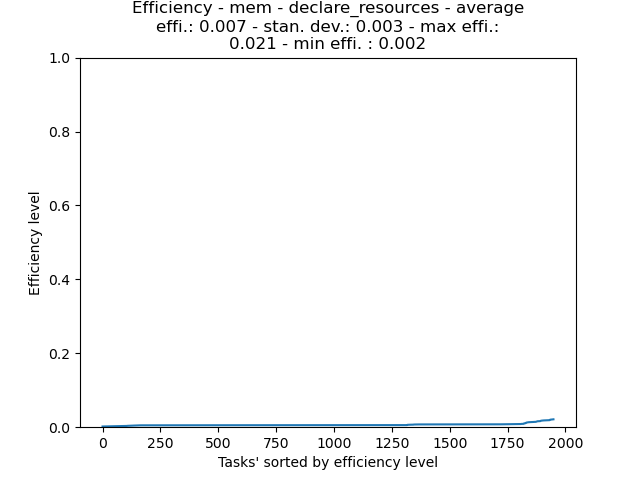 Efficiency - mem - declare_resources - average
effi.: 0.007 - stan. dev.: 0.003 - max effi.:
0.021 - min effi. : 0.002
1.0
0.8
0.6
0.4
0.2
0.0
Efficiency level
0 250 500 750 1000 1250 1500 1750 2000
Tasks' sorted by efficiency level